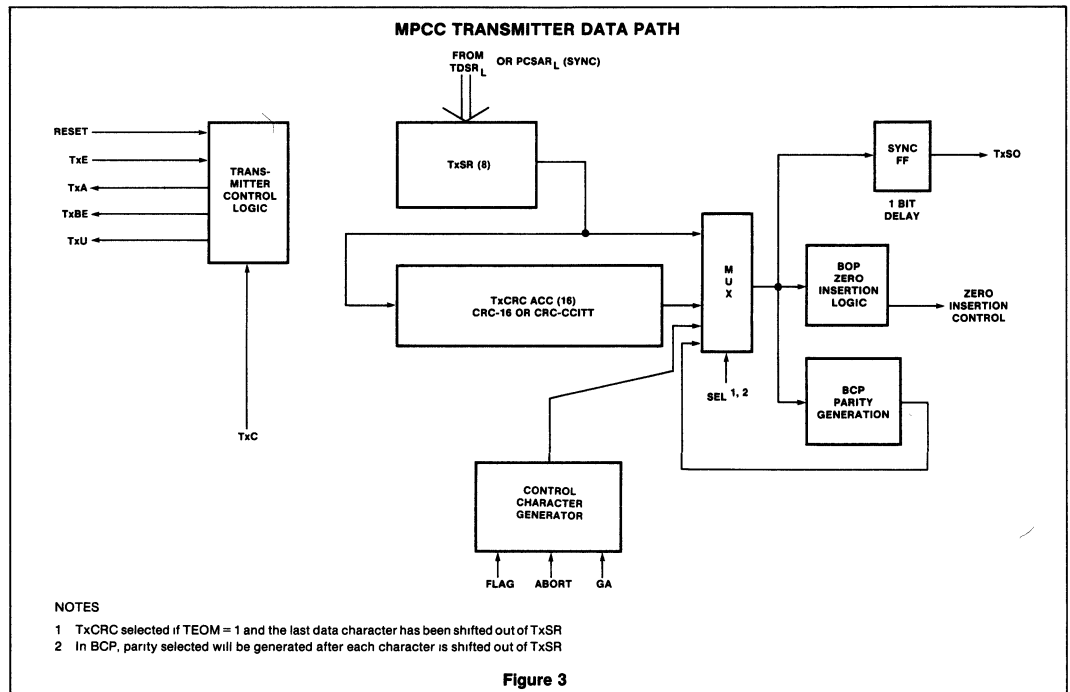 MPCC TRANSMITTER DATA PATH
FROM
TDSR L OR PCSAR L (SYNC)
RESET
TxE
TxA
TxBE
TxU
TRANS-
MITTER
CONTROL
LOGIC
TxC
TxSR (8)
TxCRC ACC (16)
CRC-16 OR CRC-CCITT
M
U
X
SEL 1, 2
SYNC
FF
TxSO
1 BIT
DELAY
BOP
ZERO
INSERTION
LOGIC
ZERO
INSERTION
CONTROL
BCP
PARITY
GENERATION
CONTROL
CHARACTER
GENERATOR
FLAG ABORT GA
NOTES
1 TxCRC selected if TEOM = 1 and the last data character has been shifted out of TxSR
2 In BCP, parity selected will be generated after each character is shifted out of TxSR
Figure 3